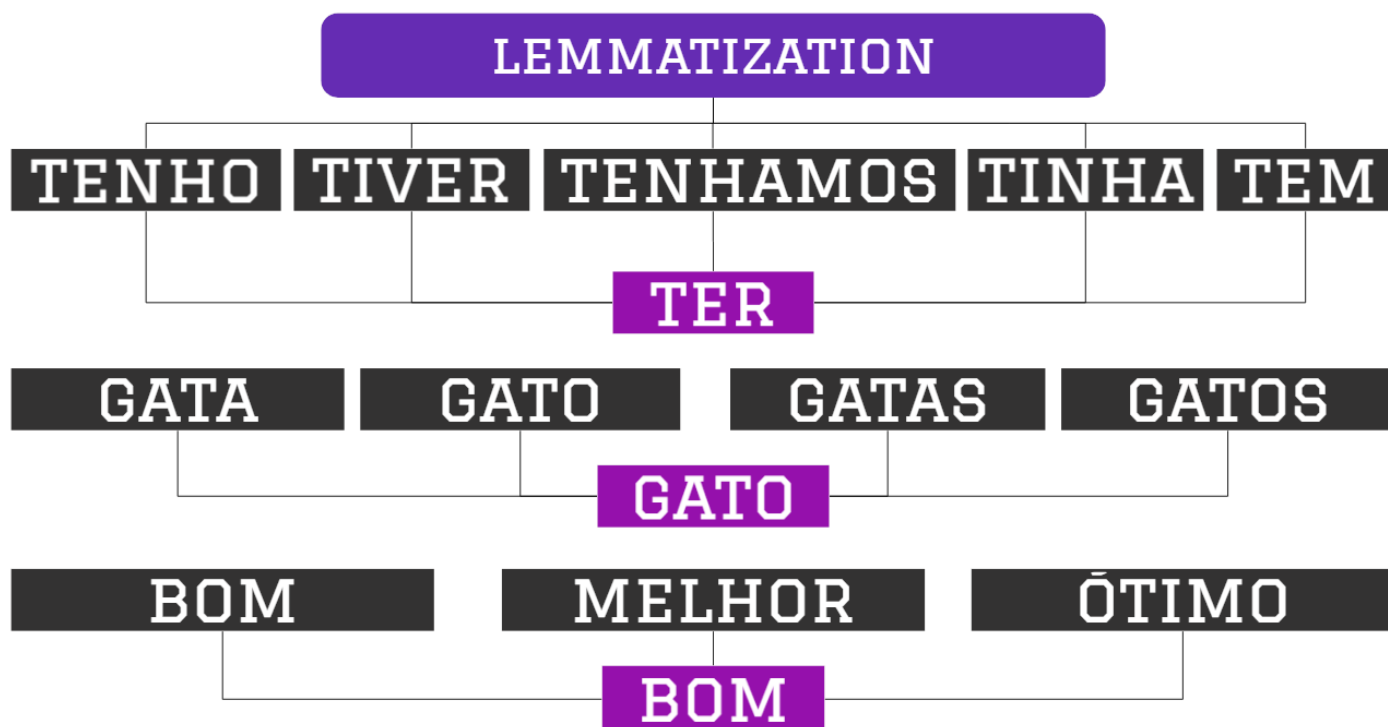 LEMMATIZATION
TENHO TIVER TENHAMOS TINHA TEM
TER
GATA GATO GATAS GATOS
GATO
BOM MELHOR ÓTIMO
BOM